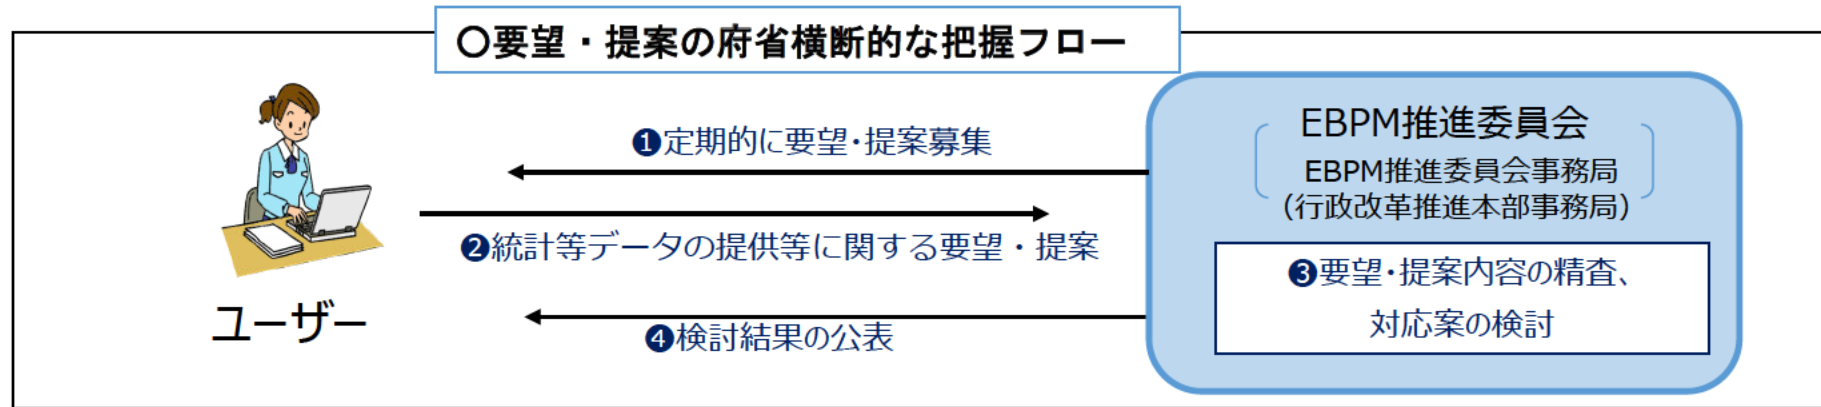 〇要望・提案の府省横断的な把握フロー
❶定期的に要望・提案募集
❷統計等データの提供等に関する要望・提案
❹検討結果の公表
ユーザー
EBPM推進委員会
EBPM推進委員会事務局
(行政改革推進本部事務局)
❸要望・提案内容の精査、
対応案の検討